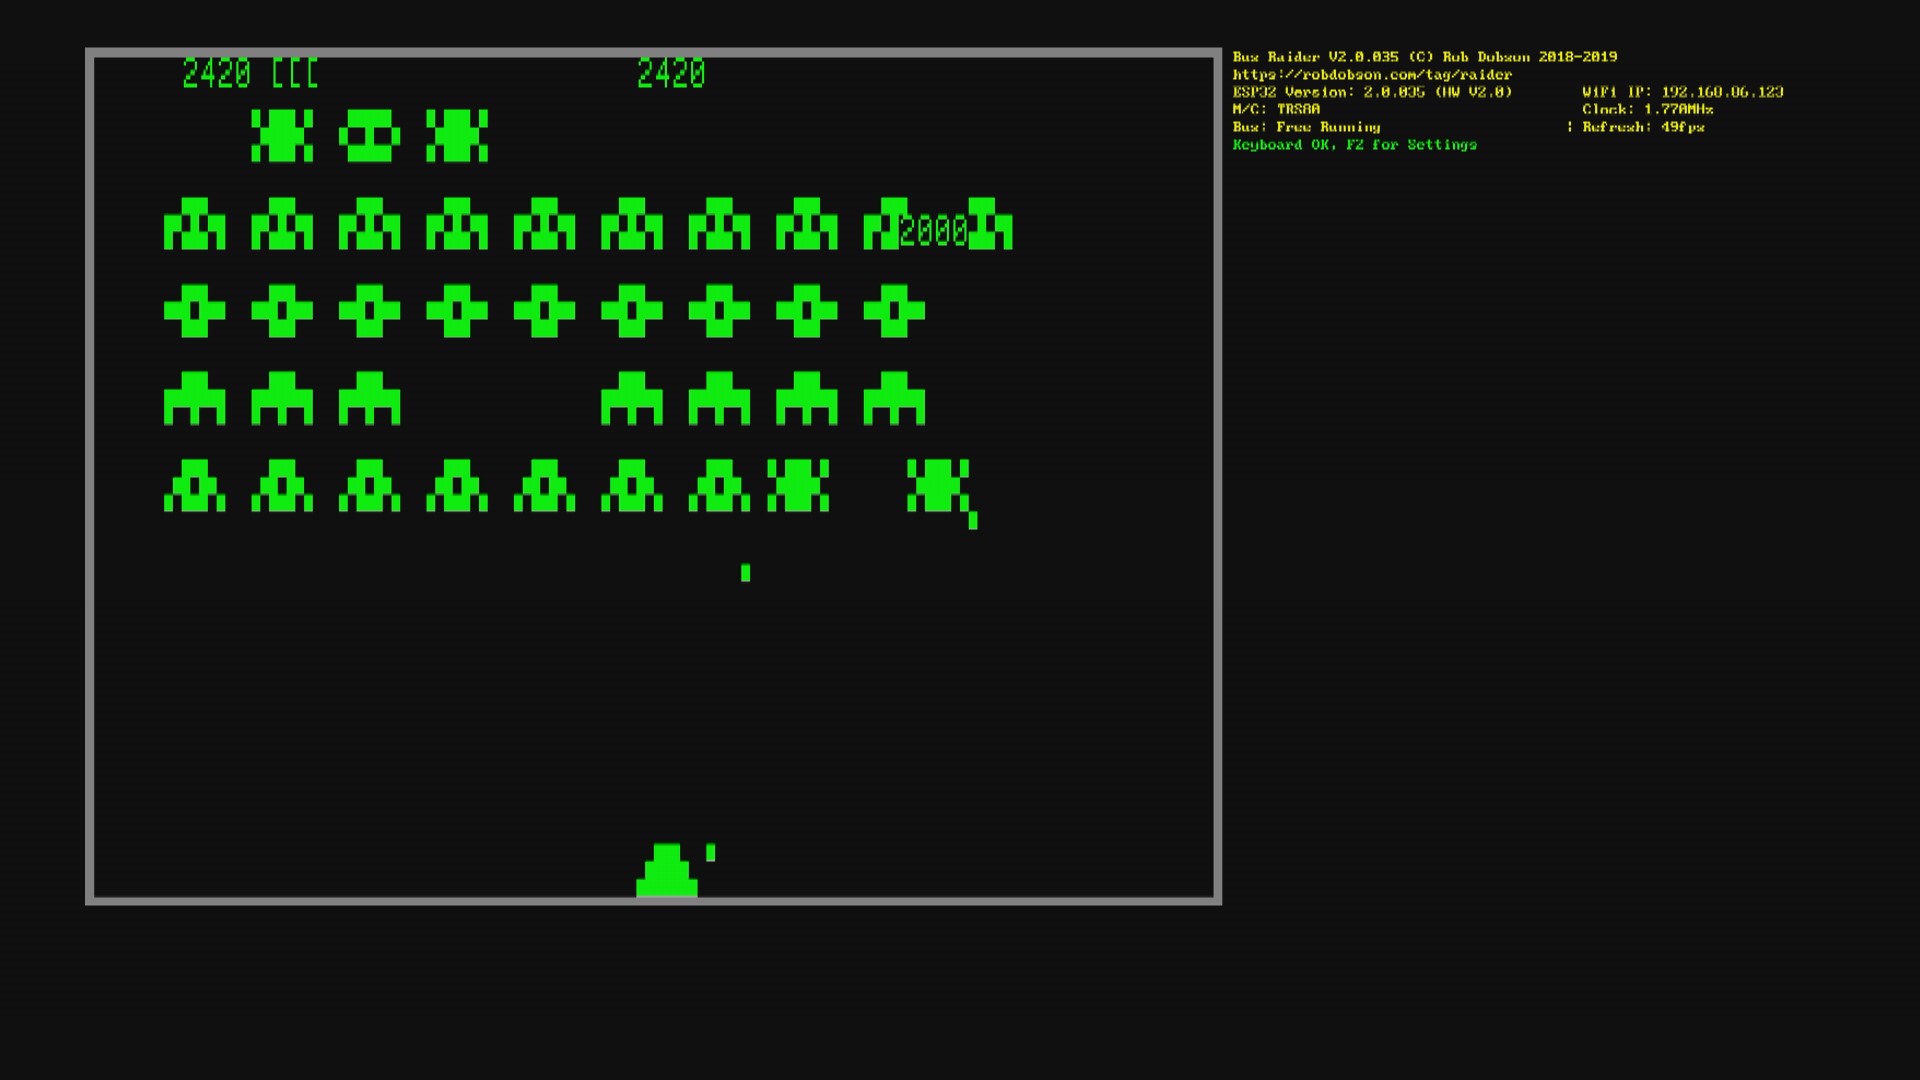 2420 [[[ 2420
2000
Bus Raider V2.0.035 (C) Rob Dobson 2018-2019
https://robdobson.com/tag/raider
ESP32 Version: 2.0.035 (HW V2.0) WiFi IP: 192.168.86.123
M/C: TRS80 Clock: 1.770MHz
Bus: Free Running | Refresh: 49fps
Keyboard OK, F2 for Settings